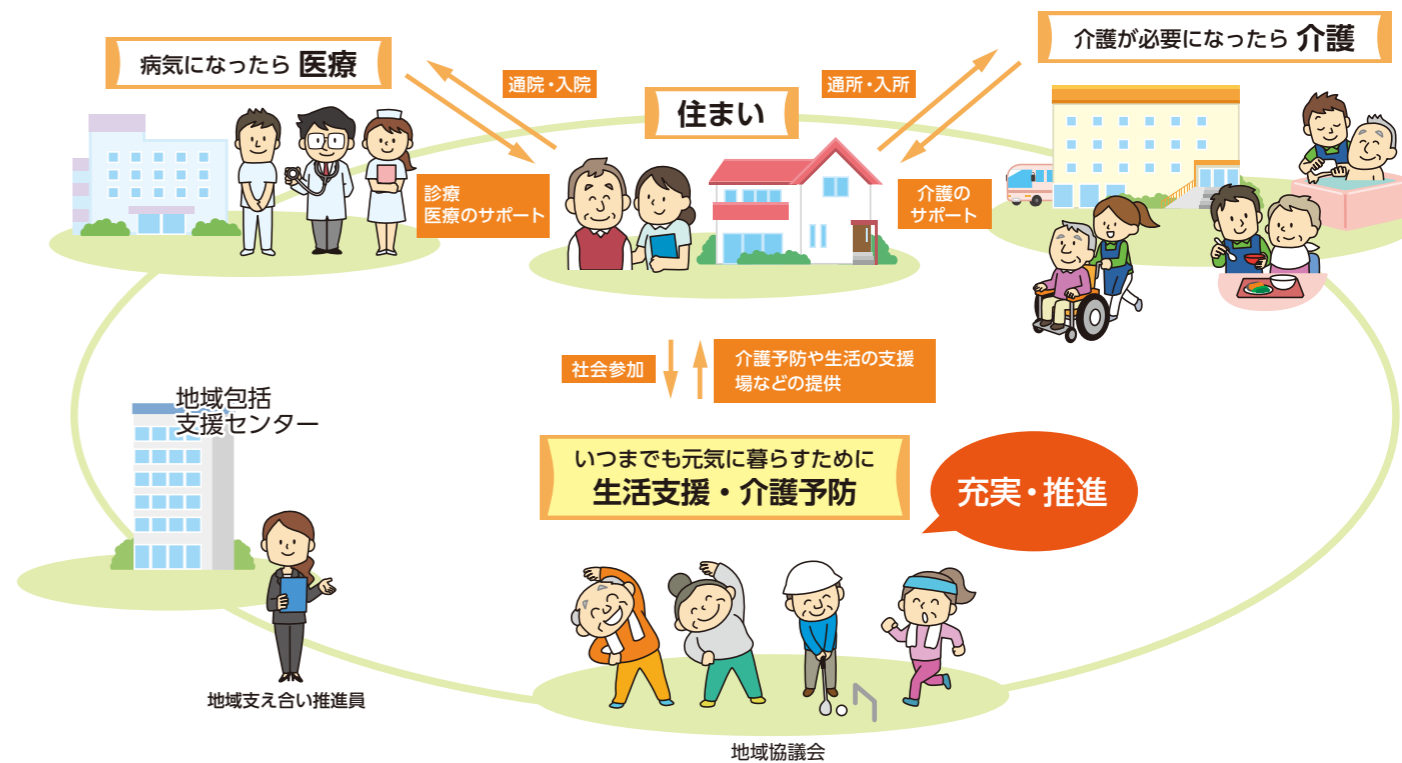 病気になったら 医療
介護が必要になったら 介護
通院・入院
通所・入所
住まい
診療
医療のサポート
介護の
サポート
社会参加
介護予防や生活の支援
場などの提供
地域包括
支援センター
いつまでも元気に暮らすために
生活支援・介護予防
充実・推進
地域支え合い推進員
地域協議会